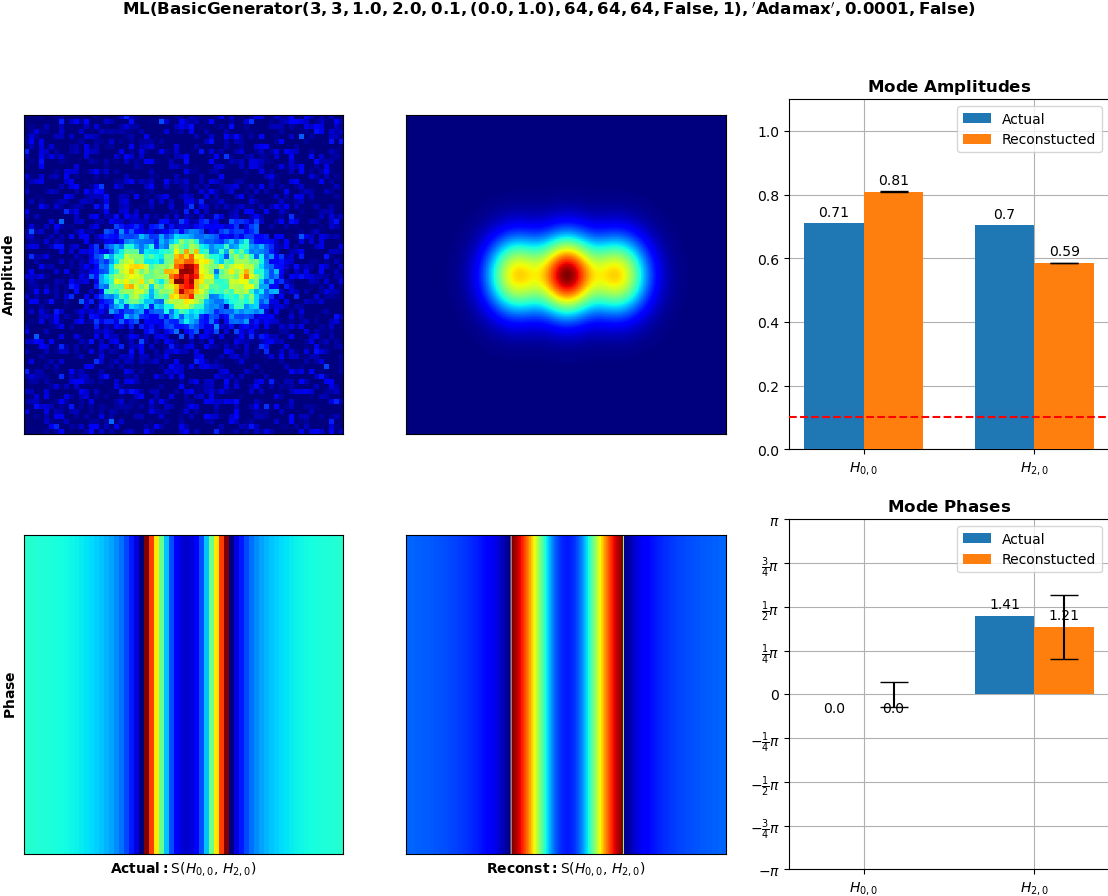 ML(BasicGenerator(3, 3, 1.0, 2.0, 0.1, (0.0, 1.0), 64, 64, 64, False, 1), 'Adamax', 0.0001, False)
Amplitude
Mode Amplitudes
Actual
Reconstucted
1.0
0.8
0.6
0.4
0.2
0.0
0.71
0.81
0.7
0.59
H0, 0
H2, 0
Phase
Actual: S(H0, 0, H2, 0)
Reconst: S(H0, 0, H2, 0)
Mode Phases
Actual
Reconstucted
π
3/4π
1/2π
1/4π
0
−1/4π
−1/2π
−3/4π
−π
0.0
0.0
1.41
1.21
H0, 0
H2, 0